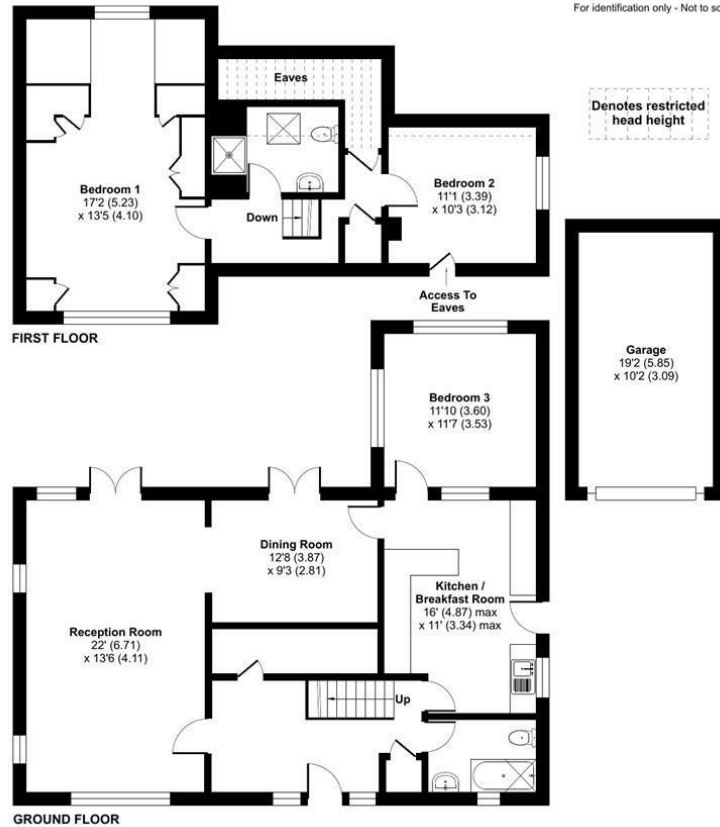 For identification only - Not to sc
Eaves
Denotes restricted
head height
Bedroom 1
17'2 (5.23)
x 13'5 (4.10)
Bedroom 2
11'1 (3.39)
x 10'3 (3.12)
Down
Access To
Eaves
FIRST FLOOR
Garage
19'2 (5.85)
x 10'2 (3.09)
Bedroom 3
11'10 (3.60)
x 11'7 (3.53)
Dining Room
12'8 (3.87)
x 9'3 (2.81)
Kitchen /
Breakfast Room
16' (4.87) max
x 11' (3.34) max
Reception Room
22' (6.71)
x 13'6 (4.11)
Up
GROUND FLOOR